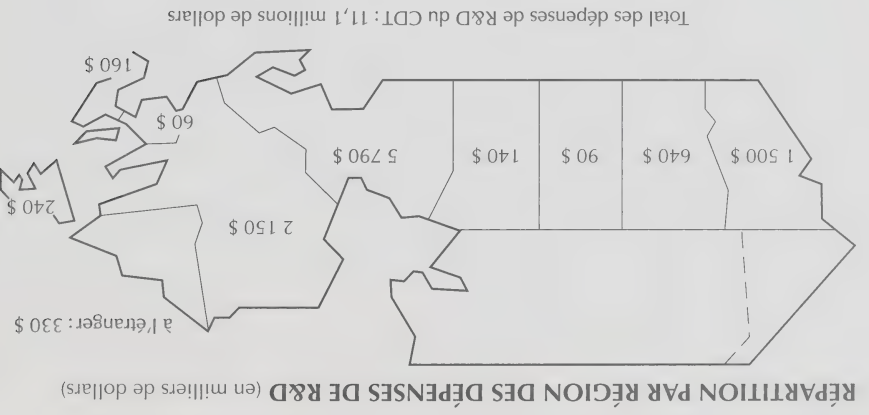 RÉPARTITION PAR RÉGION DES DÉPENSES DE R&D (en milliers de dollars)
à l'étranger : 330 $
1 500 $
640 $
90 $
140 $
5 790 $
2 150 $
240 $
60 $
160 $
Total des dépenses de R&D du CDT : 11,1 millions de dollars